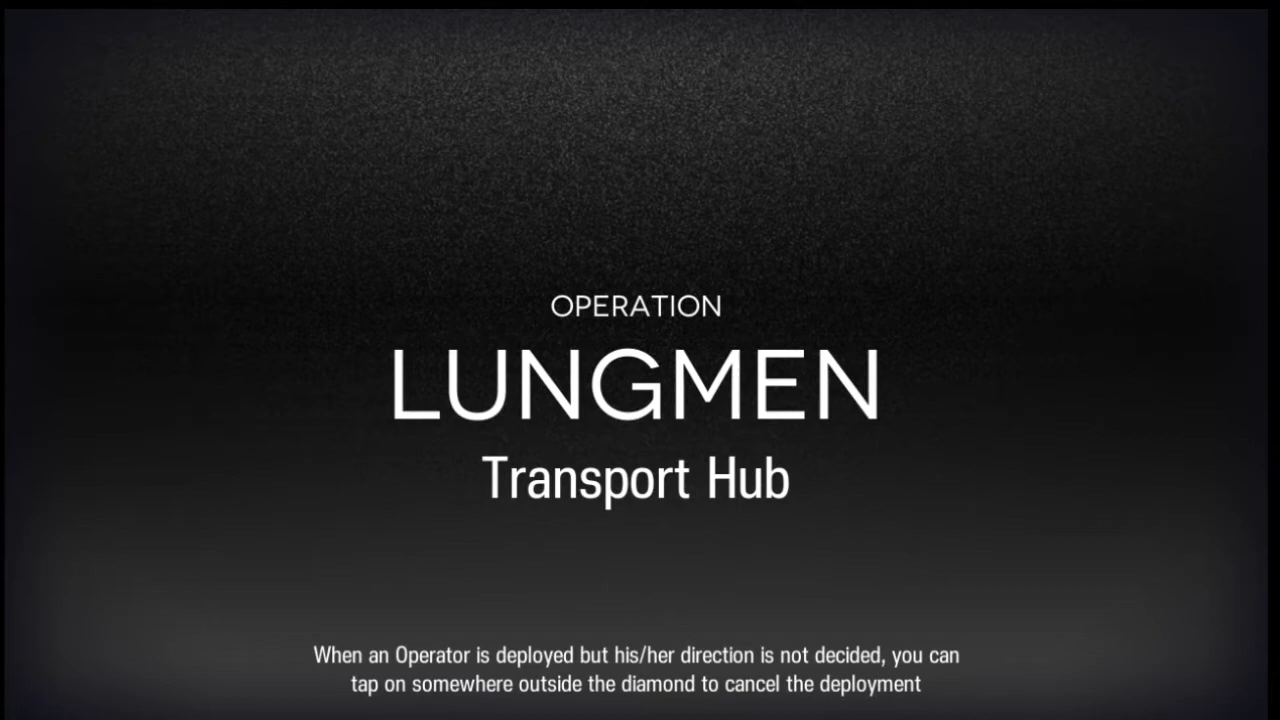 OPERATION
LUNGMEN
Transport Hub
When an Operator is deployed but his/her direction is not decided, you can
tap on somewhere outside the diamond to cancel the deployment